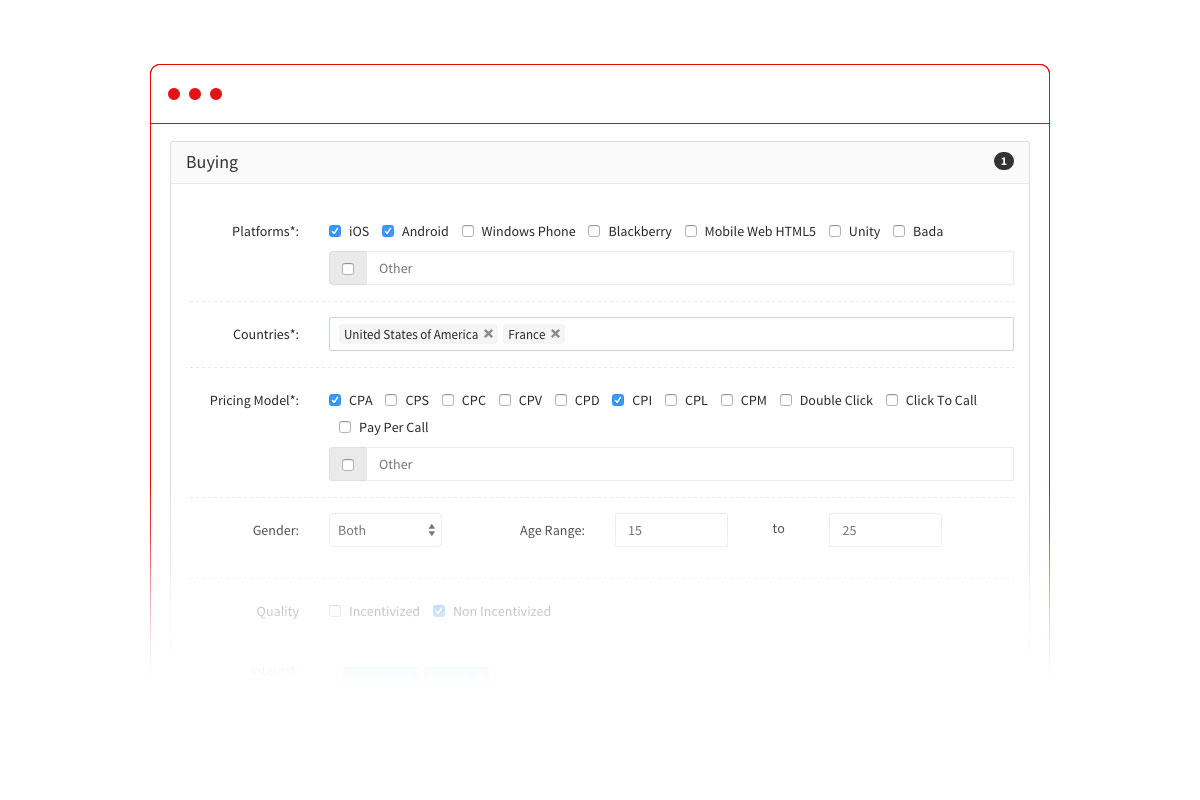 Buying 1
Platforms*: iOS Android Windows Phone Blackberry Mobile Web HTML5 Unity Bada
Other
Countries*: United States of America ✕ France ✕
Pricing Model*: CPA CPS CPC CPV CPD CPI CPL CPM Double Click Click To Call
Pay Per Call
Other
Gender: Both Age Range: 15 to 25
Quality Incentivized Non Incentivized